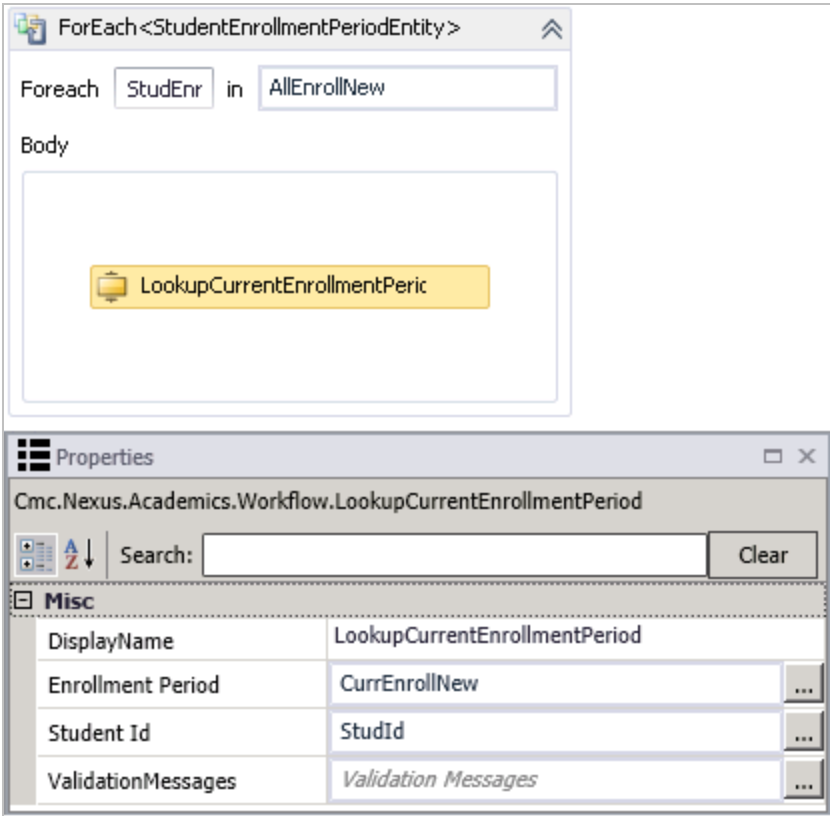 ForEach<StudentEnrollmentPeriodEntity>
Foreach StudEnr in AllEnrollNew
Body
LookupCurrentEnrollmentPeric
Properties
Cmc.Nexus.Academics.Workflow.LookupCurrentEnrollmentPeriod
A Z Search: Clear
Misc
DisplayName LookupCurrentEnrollmentPeriod
Enrollment Period CurrEnrollNew ...
Student Id StudId ...
ValidationMessages Validation Messages ...